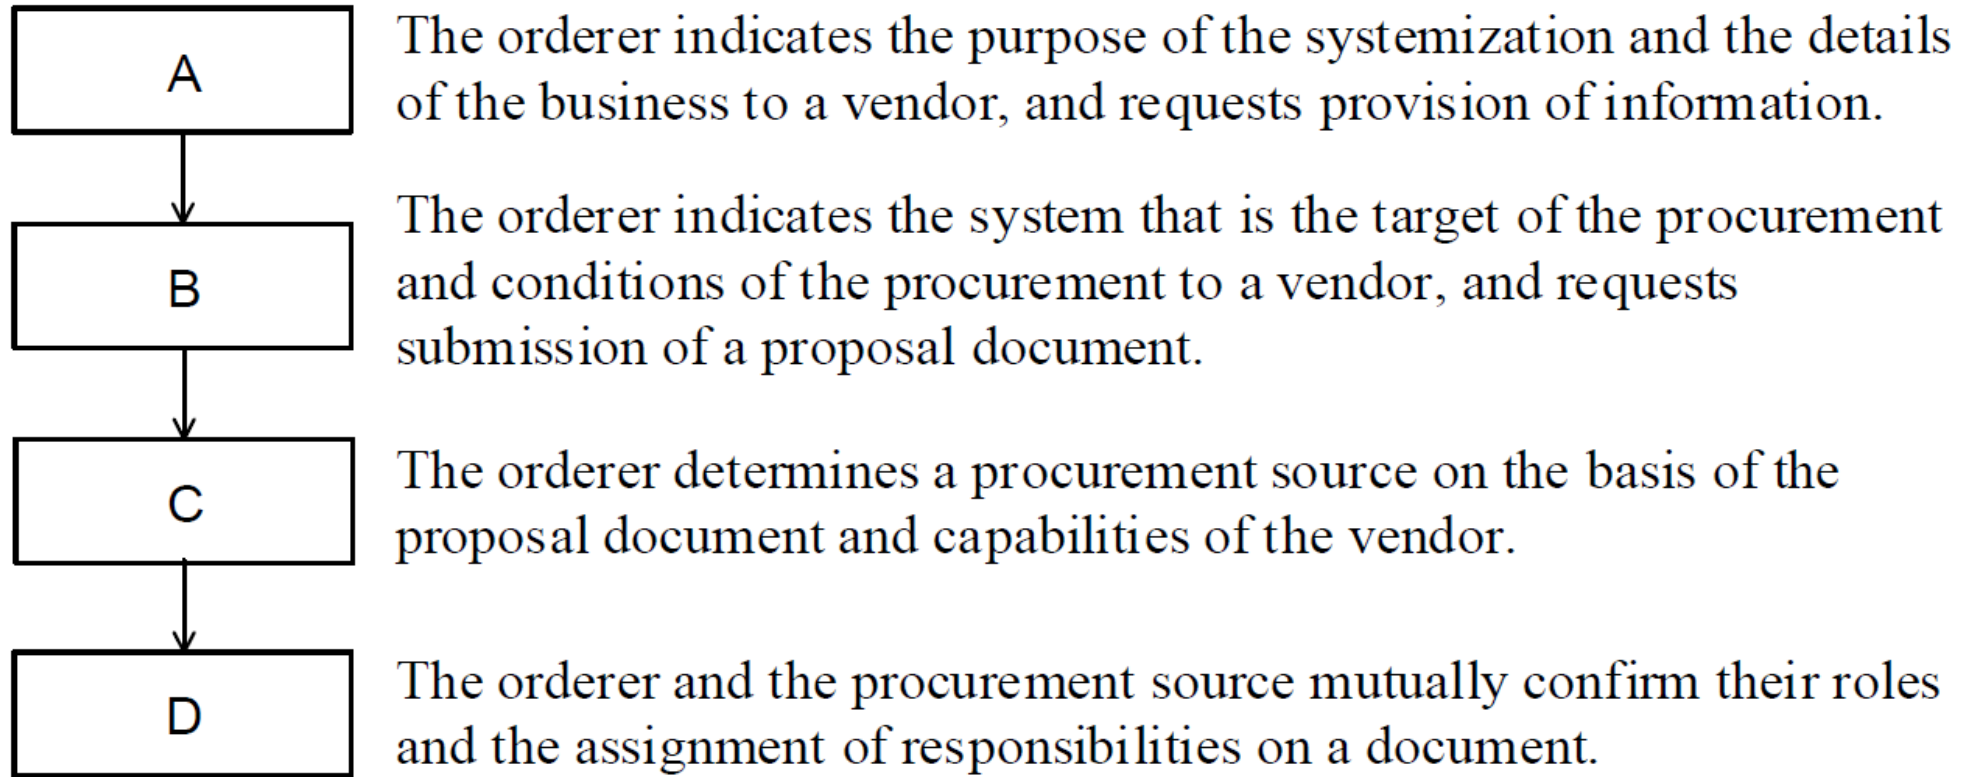 A
The orderer indicates the purpose of the systemization and the details
of the business to a vendor, and requests provision of information.
B
The orderer indicates the system that is the target of the procurement
and conditions of the procurement to a vendor, and requests
submission of a proposal document.
C
The orderer determines a procurement source on the basis of the
proposal document and capabilities of the vendor.
D
The orderer and the procurement source mutually confirm their roles
and the assignment of responsibilities on a document.